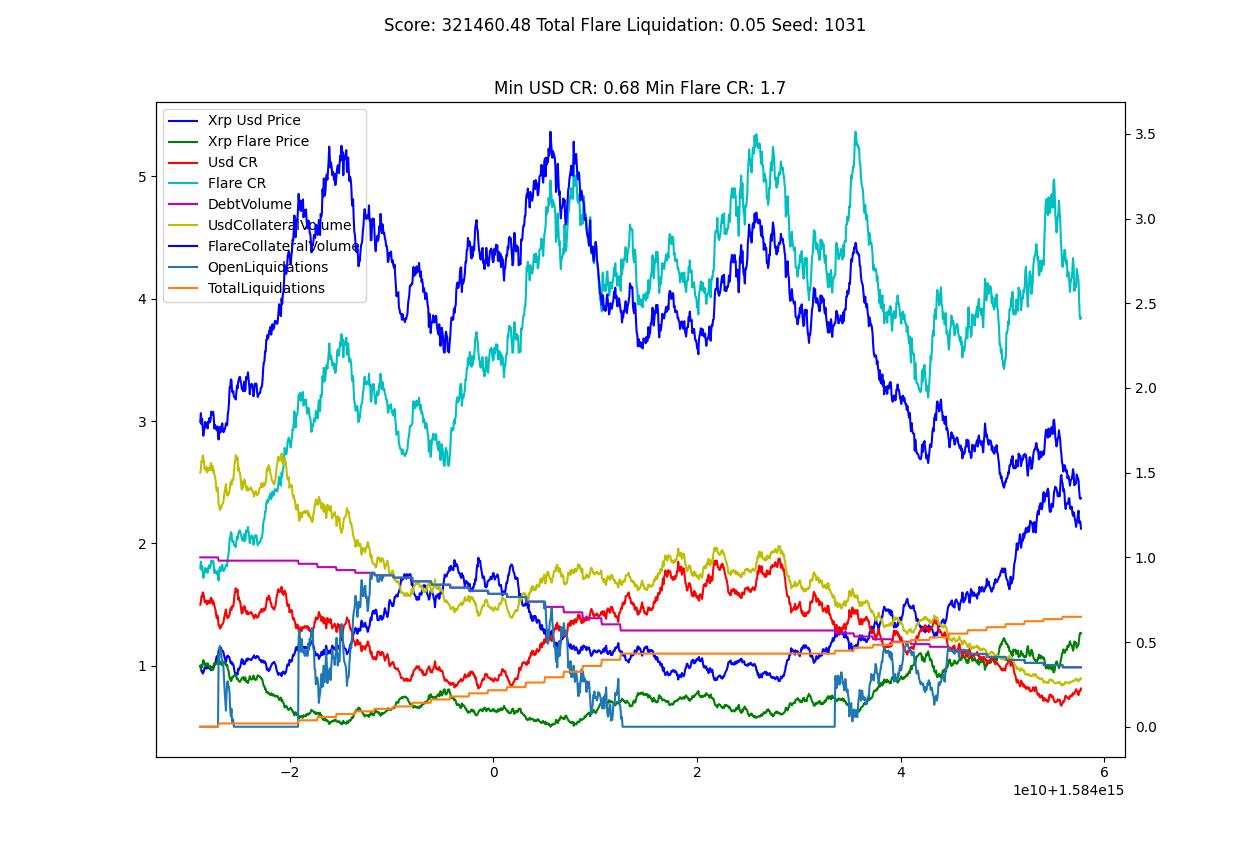 Score: 321460.48 Total Flare Liquidation: 0.05 Seed: 1031
Min USD CR: 0.68 Min Flare CR: 1.7
Xrp Usd Price
Xrp Flare Price
Usd CR
Flare CR
DebtVolume
UsdCollateralVolume
FlareCollateralVolume
OpenLiquidations
TotalLiquidations
5
4
3
2
1
3.5
3.0
2.5
2.0
1.5
1.0
0.5
0.0
−2
0
2
4
6
1e10+1.584e15